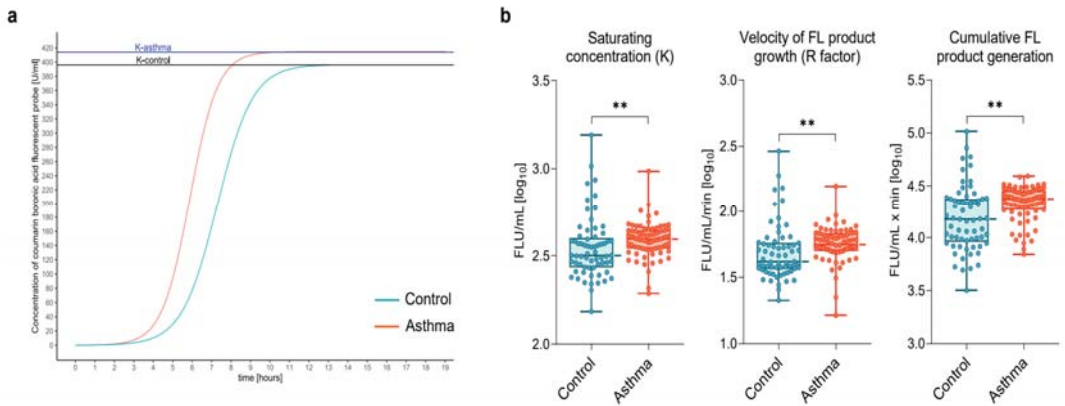 a
Concentration of coumarin boronic acid fluorescent probe [U/ml]
420
400
380
360
340
320
300
280
260
240
220
200
180
160
140
120
100
80
60
40
20
0
K-asthma
K-control
Control
Asthma
0 1 2 3 4 5 6 7 8 9 10 11 12 13 14 15 16 17 18 19
time [hours]
b
Saturating
concentration (K)
FLU/mL [log10]
3.5
3.0
2.5
2.0
**
Control
Asthma
Velocity of FL product
growth (R factor)
FLU/mL/min [log10]
3.0
2.5
2.0
1.5
1.0
**
Control
Asthma
Cumulative FL
product generation
FLU/mL x min [log10]
5.5
5.0
4.5
4.0
3.5
3.0
**
Control
Asthma